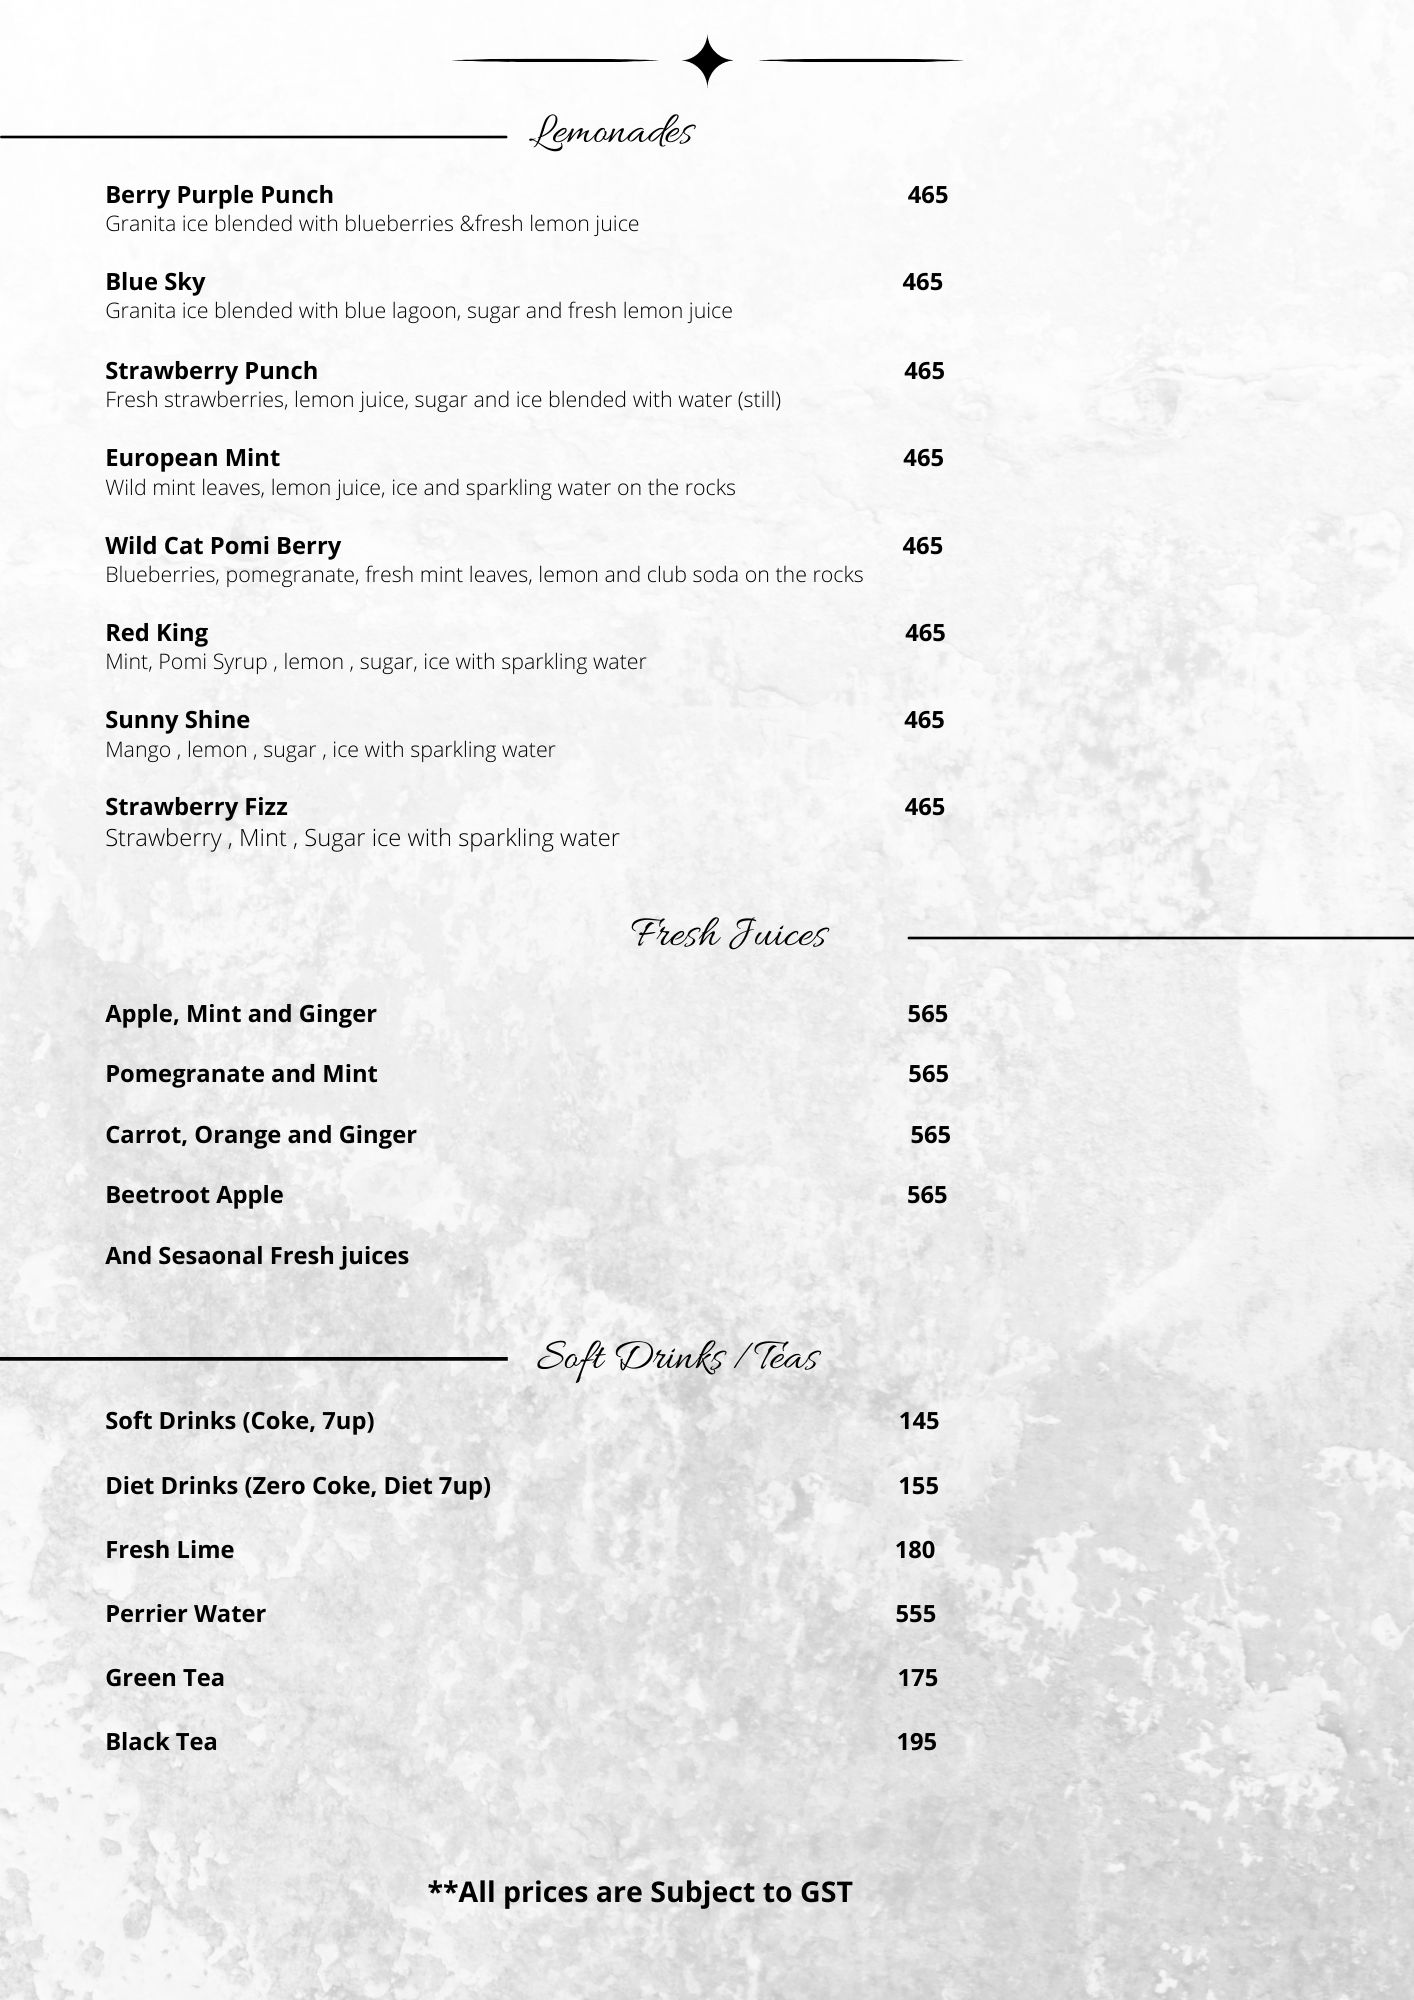 Lemonades
Berry Purple Punch 465
Granita ice blended with blueberries &fresh lemon juice
Blue Sky 465
Granita ice blended with blue lagoon, sugar and fresh lemon juice
Strawberry Punch 465
Fresh strawberries, lemon juice, sugar and ice blended with water (still)
European Mint 465
Wild mint leaves, lemon juice, ice and sparkling water on the rocks
Wild Cat Pomi Berry 465
Blueberries, pomegranate, fresh mint leaves, lemon and club soda on the rocks
Red King 465
Mint, Pomi Syrup , lemon , sugar, ice with sparkling water
Sunny Shine 465
Mango , lemon , sugar , ice with sparkling water
Strawberry Fizz 465
Strawberry , Mint , Sugar ice with sparkling water
Fresh Juices
Apple, Mint and Ginger 565
Pomegranate and Mint 565
Carrot, Orange and Ginger 565
Beetroot Apple 565
And Sesaonal Fresh juices
Soft Drinks /Teas
Soft Drinks (Coke, 7up) 145
Diet Drinks (Zero Coke, Diet 7up) 155
Fresh Lime 180
Perrier Water 555
Green Tea 175
Black Tea 195
**All prices are Subject to GST